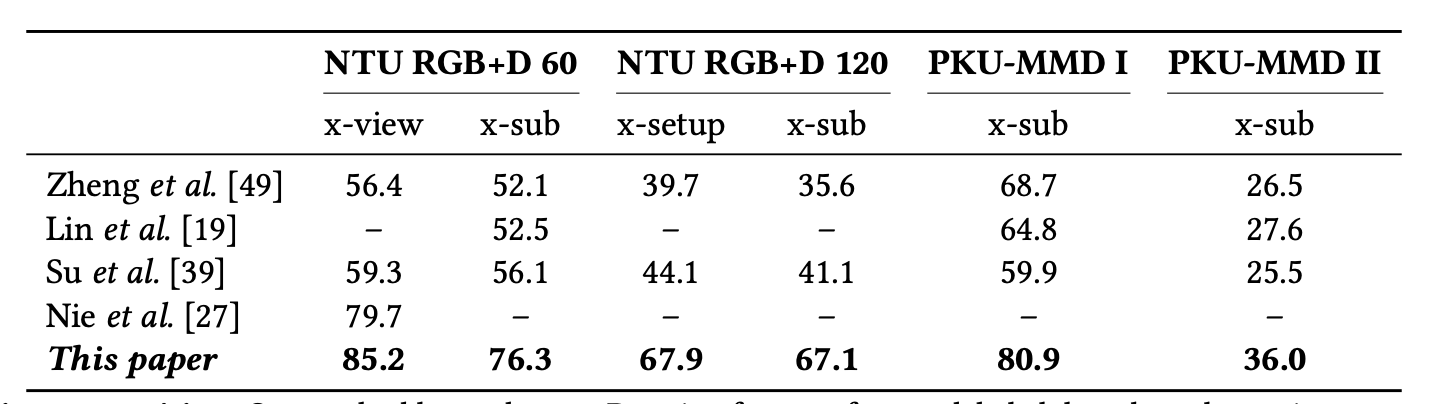 NTU RGB+D 60 NTU RGB+D 120 PKU-MMD I PKU-MMD II
x-view x-sub x-setup x-sub x-sub x-sub
Zheng et al. [49] 56.4 52.1 39.7 35.6 68.7 26.5
Lin et al. [19] – 52.5 – – 64.8 27.6
Su et al. [39] 59.3 56.1 44.1 41.1 59.9 25.5
Nie et al. [27] 79.7 – – – – –
This paper 85.2 76.3 67.9 67.1 80.9 36.0